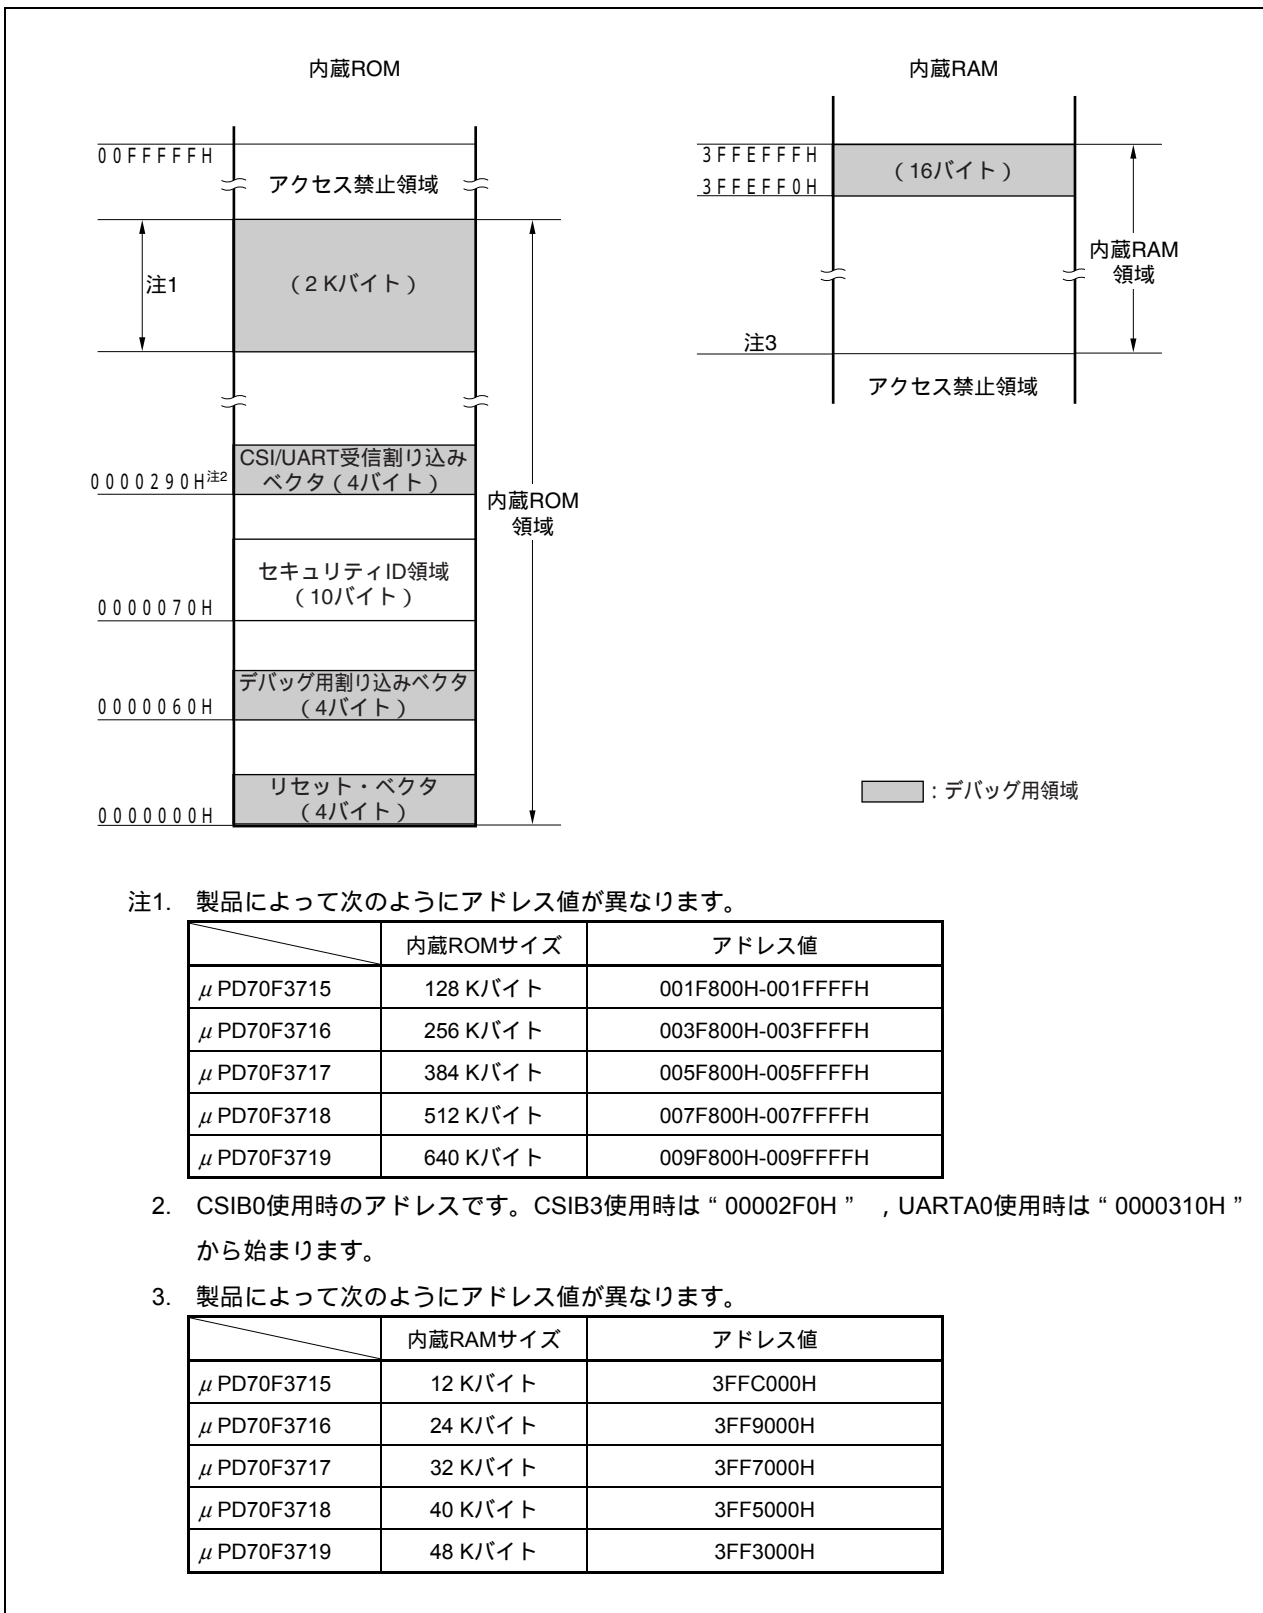 内蔵ROM
00FFFFFH
アクセス禁止領域
注1
(2 Kバイト)
CSI/UART受信割り込み
ベクタ(4バイト)
0000290H注2
内蔵ROM
領域
セキュリティID領域
(10バイト)
0000070H
デバッグ用割り込みベクタ
(4バイト)
0000060H
リセット・ベクタ
(4バイト)
0000000H
内蔵RAM
3FFEFFFH
(16バイト)
3FFEFF0H
内蔵RAM
領域
注3
アクセス禁止領域
:デバッグ用領域
注1. 製品によって次のようにアドレス値が異なります。
内蔵ROMサイズ アドレス値
μPD70F3715 128 Kバイト 001F800H-001FFFFH
μPD70F3716 256 Kバイト 003F800H-003FFFFH
μPD70F3717 384 Kバイト 005F800H-005FFFFH
μPD70F3718 512 Kバイト 007F800H-007FFFFH
μPD70F3719 640 Kバイト 009F800H-009FFFFH
2. CSIB0使用時のアドレスです。CSIB3使用時は“00002F0H”,UARTA0使用時は“0000310H”
から始まります。
3. 製品によって次のようにアドレス値が異なります。
内蔵RAMサイズ アドレス値
μPD70F3715 12 Kバイト 3FFC000H
μPD70F3716 24 Kバイト 3FF9000H
μPD70F3717 32 Kバイト 3FF7000H
μPD70F3718 40 Kバイト 3FF5000H
μPD70F3719 48 Kバイト 3FF3000H